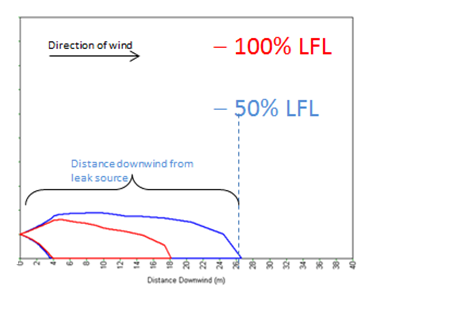 Direction of wind
– 100% LFL
– 50% LFL
Distance downwind from
leak source
0 2 4 6 8 10 12 14 16 18 20 22 24 26 28 30 32 34 36 38 40
Distance Downwind (m)